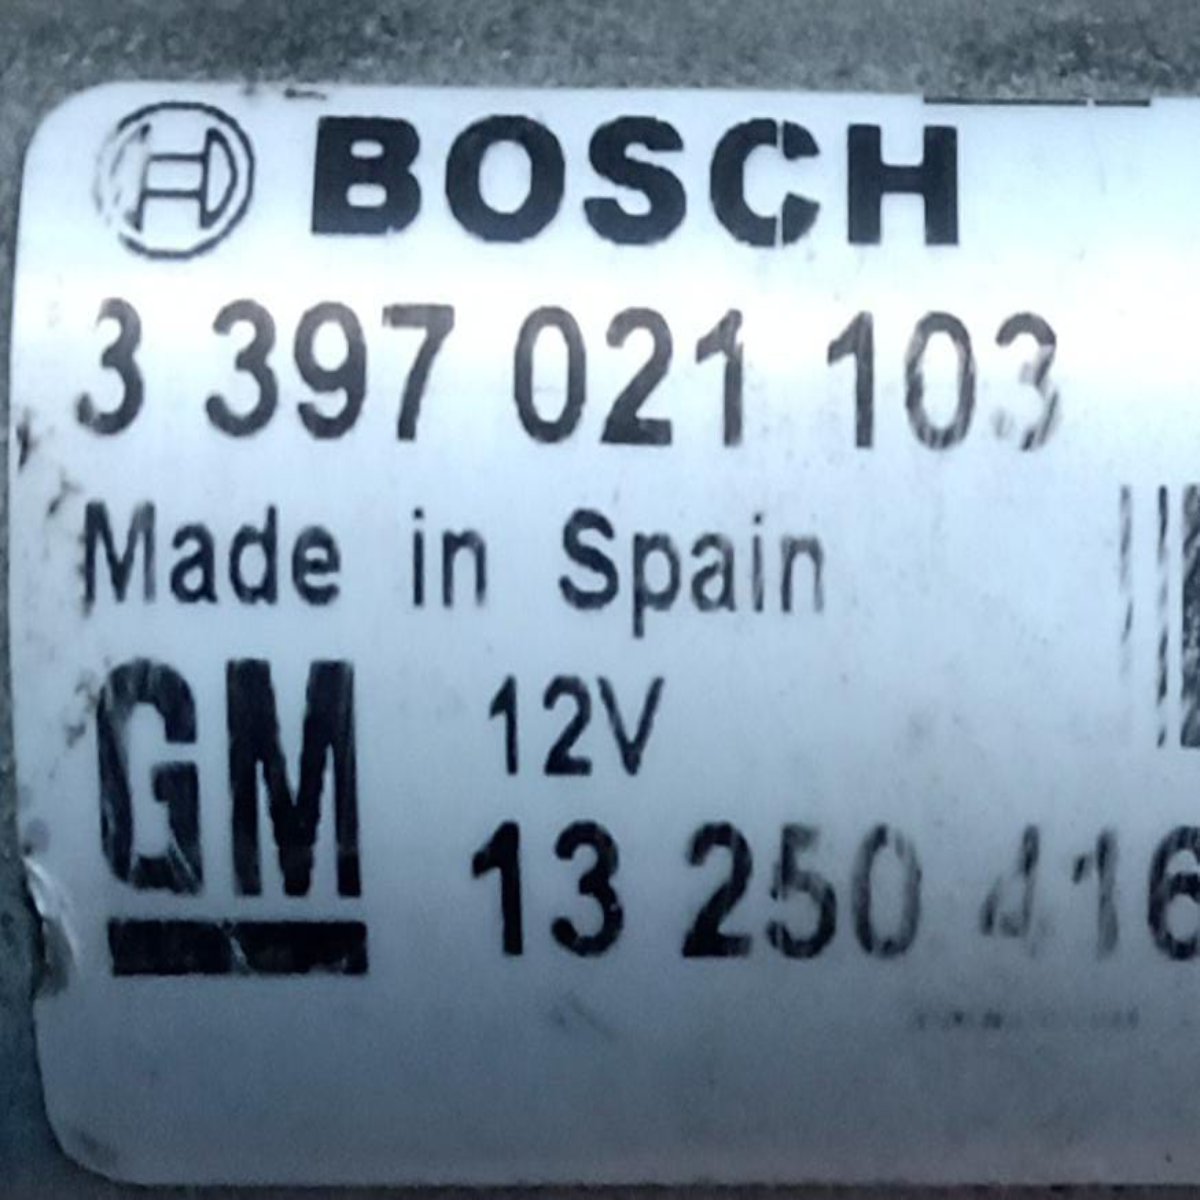 BOSCH
3 397 021 103
Made in Spain
GM 12V
13 250 416